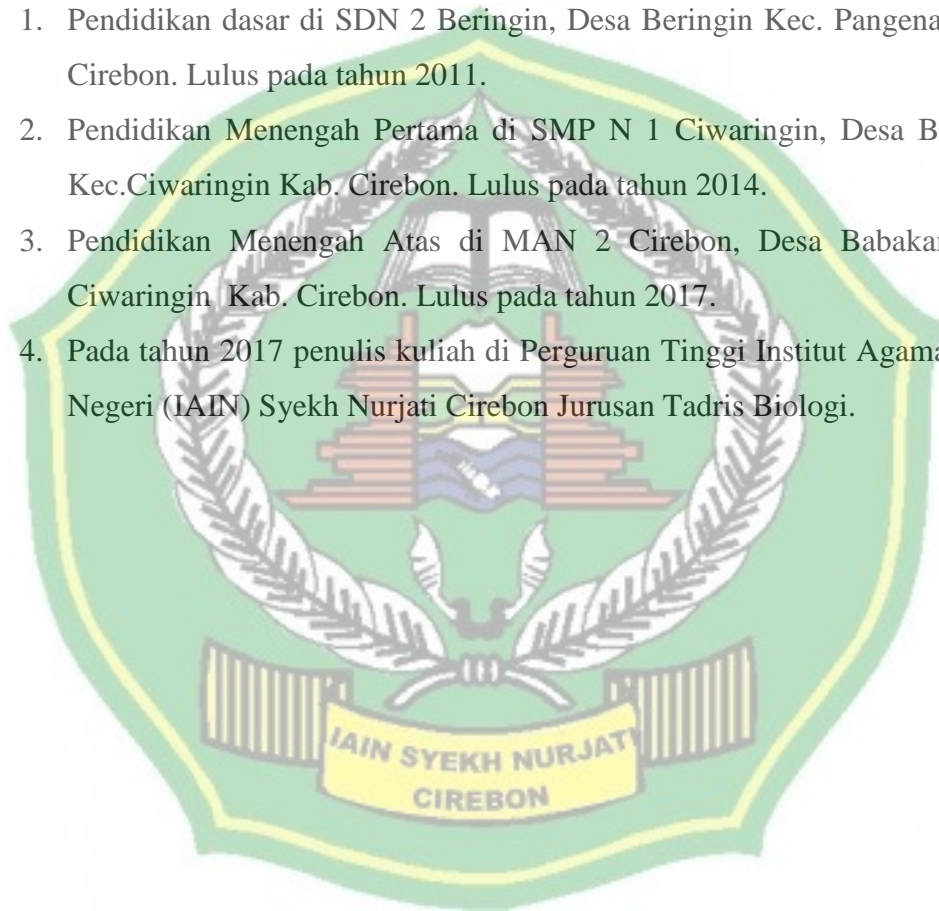 1. Pendidikan dasar di SDN 2 Beringin, Desa Beringin Kec. Pangena
Cirebon. Lulus pada tahun 2011.
2. Pendidikan Menengah Pertama di SMP N 1 Ciwaringin, Desa B
Kec.Ciwaringin Kab. Cirebon. Lulus pada tahun 2014.
3. Pendidikan Menengah Atas di MAN 2 Cirebon, Desa Babakan
Ciwaringin Kab. Cirebon. Lulus pada tahun 2017.
4. Pada tahun 2017 penulis kuliah di Perguruan Tinggi Institut Agama
Negeri (IAIN) Syekh Nurjati Cirebon Jurusan Tadris Biologi.
IAIN SYEKH NURJATI
CIREBON